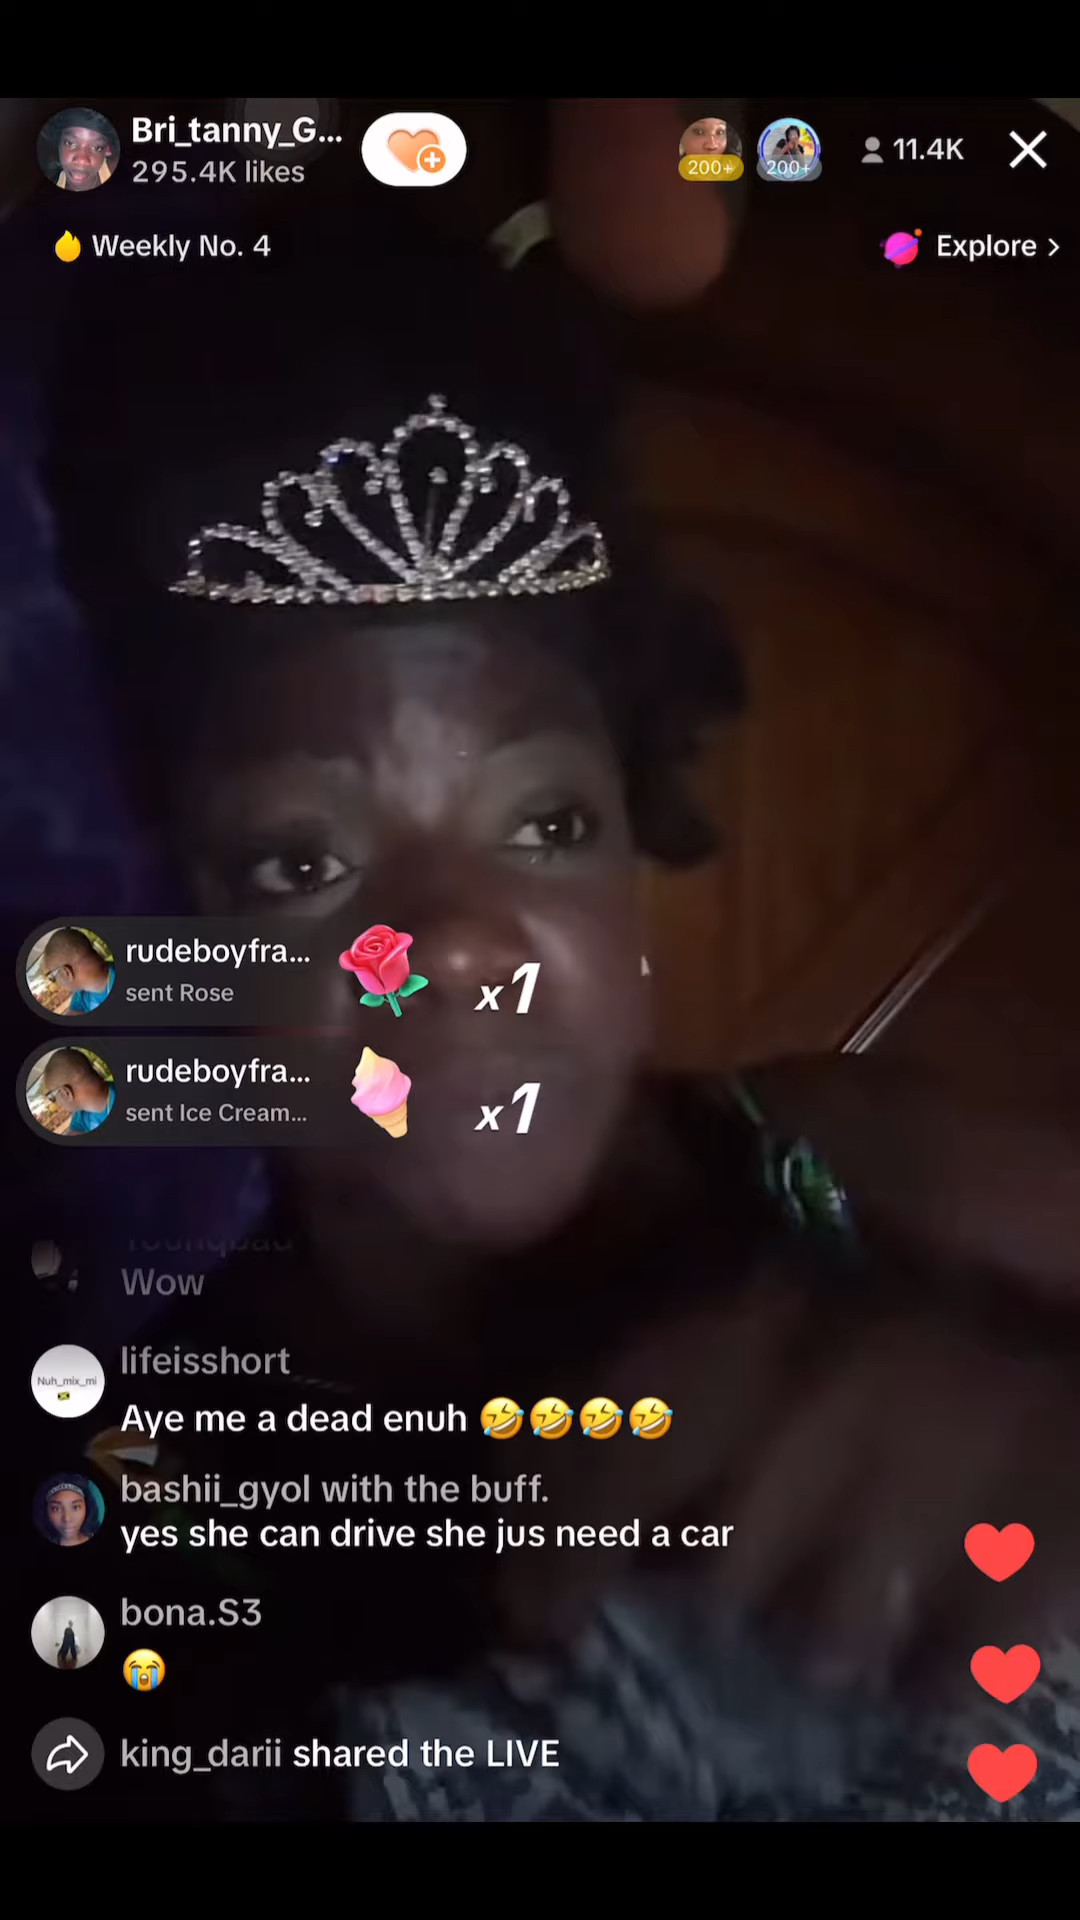 Bri_tanny_G...
295.4K likes
200+
200+
11.4K
Weekly No. 4
Explore >
rudeboyfra...
sent Rose
x1
rudeboyfra...
sent Ice Cream...
x1
Wow
Nuh_mix_mi
lifeisshort
Aye me a dead enuh 🤣🤣🤣🤣
bashii_gyol with the buff.
yes she can drive she jus need a car
bona.S3
😭
king_darii shared the LIVE